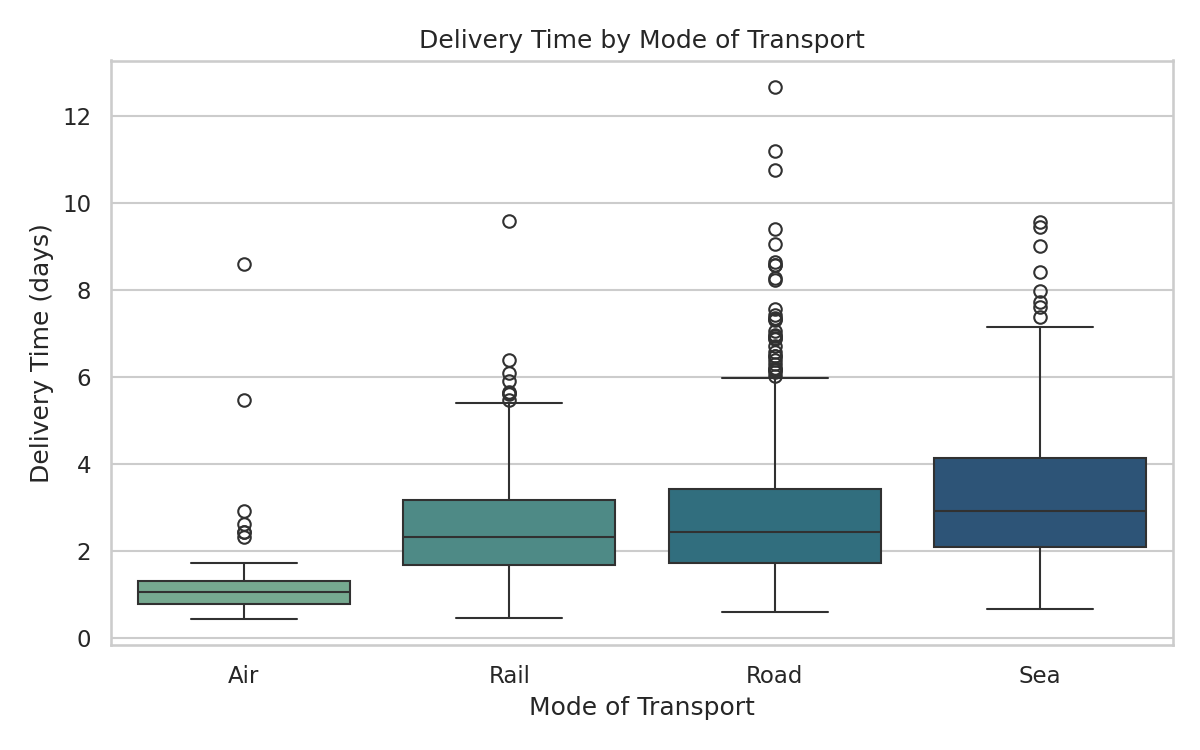 Delivery Time by Mode of Transport
Delivery Time (days)
12
10
8
6
4
2
0
Air Rail Road Sea
Mode of Transport